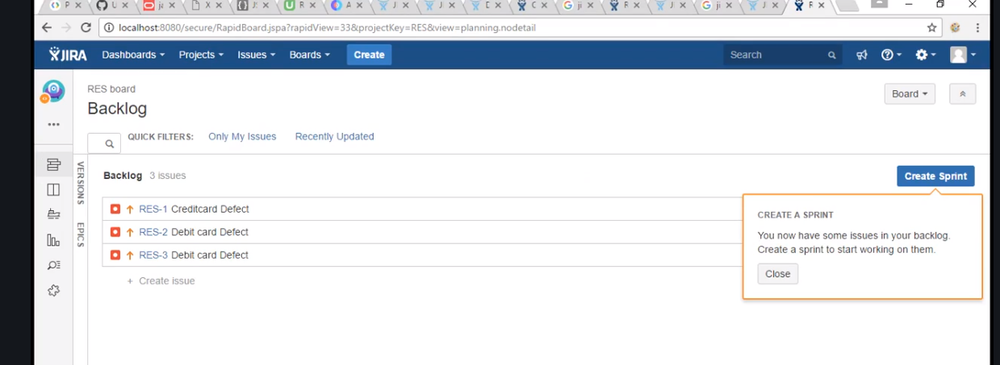 localhost:8080/secure/RapidBoard.jspa?rapidView=33&projectKey=RES&view=planning.nodetail
JIRA Dashboards Projects Issues Boards Create Search
RES board
Backlog
Board
QUICK FILTERS: Only My Issues Recently Updated
VERSIONS
EPICS
Backlog 3 issues
Create Sprint
RES-1 Creditcard Defect
RES-2 Debit card Defect
RES-3 Debit card Defect
+ Create issue
CREATE A SPRINT
You now have some issues in your backlog.
Create a sprint to start working on them.
Close